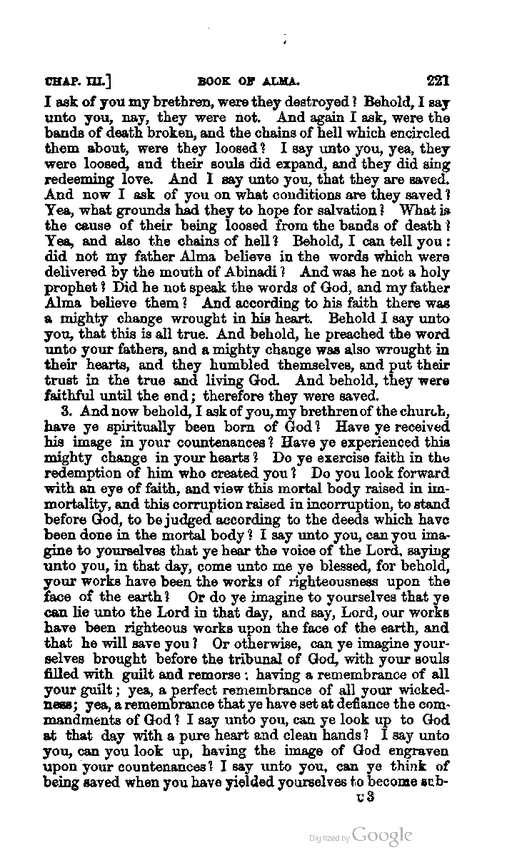 CHAP. III.] BOOK OF ALMA. 221
I ask of you my brethren, were they destroyed? Behold, I say
unto you, nay, they were not. And again I ask, were the
bands of death broken, and the chains of hell which encircled
them about, were they loosed? I say unto you, yea, they
were loosed, and their souls did expand, and they did sing
redeeming love. And I say unto you, that they are saved.
And now I ask of you on what conditions are they saved?
Yea, what grounds had they to hope for salvation? What is
the cause of their being loosed from the bands of death?
Yea, and also the chains of hell? Behold, I can tell you:
did not my father Alma believe in the words which were
delivered by the mouth of Abinadi? And was he not a holy
prophet? Did he not speak the words of God, and my father
Alma believe them? And according to his faith there was
a mighty change wrought in his heart. Behold I say unto
you, that this is all true. And behold, he preached the word
unto your fathers, and a mighty change was also wrought in
their hearts, and they humbled themselves, and put their
trust in the true and living God. And behold, they were
faithful until the end; therefore they were saved.
3. And now behold, I ask of you, my brethren of the church,
have ye spiritually been born of God? Have ye received
his image in your countenances? Have ye experienced this
mighty change in your hearts? Do ye exercise faith in the
redemption of him who created you? Do you look forward
with an eye of faith, and view this mortal body raised in im-
mortality, and this corruption raised in incorruption, to stand
before God, to be judged according to the deeds which have
been done in the mortal body? I say unto you, can you ima-
gine to yourselves that ye hear the voice of the Lord, saying
unto you, in that day, come unto me ye blessed, for behold,
your works have been the works of righteousness upon the
face of the earth? Or do ye imagine to yourselves that ye
can lie unto the Lord in that day, and say, Lord, our works
have been righteous works upon the face of the earth, and
that he will save you? Or otherwise, can ye imagine your-
selves brought before the tribunal of God, with your souls
filled with guilt and remorse; having a remembrance of all
your guilt; yea, a perfect remembrance of all your wicked-
ness; yea, a remembrance that ye have set at defiance the com-
mandments of God? I say unto you, can ye look up to God
at that day with a pure heart and clean hands? I say unto
you, can you look up, having the image of God engraven
upon your countenances? I say unto you, can ye think of
being saved when you have yielded yourselves to become sub-
U 3
Digitized by Google